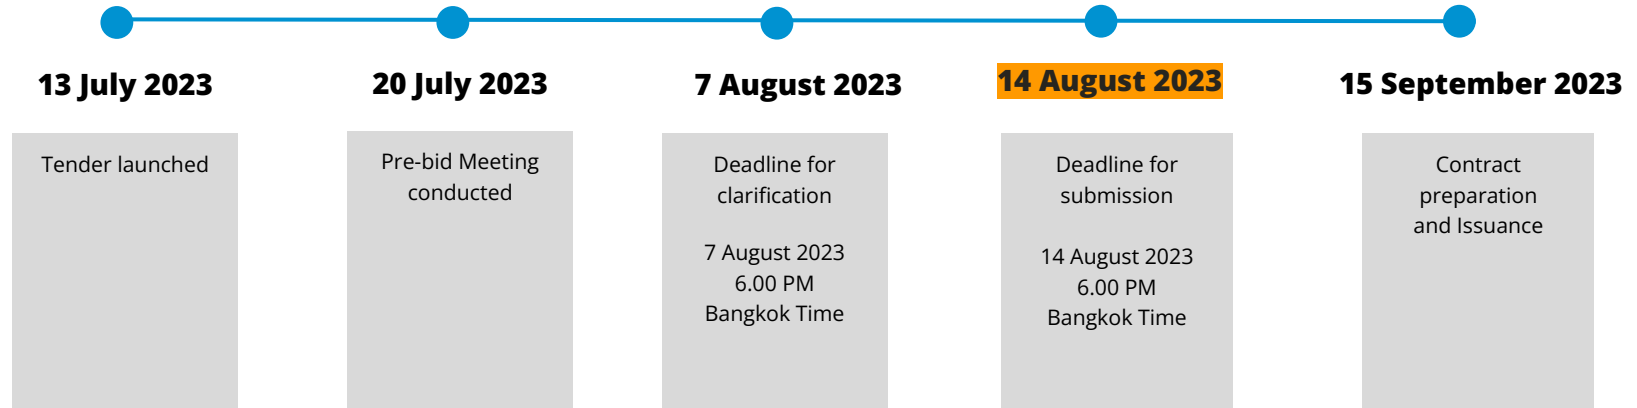 13 July 2023
Tender launched
20 July 2023
Pre-bid Meeting
conducted
7 August 2023
Deadline for
clarification
7 August 2023
6.00 PM
Bangkok Time
14 August 2023
Deadline for
submission
14 August 2023
6.00 PM
Bangkok Time
15 September 2023
Contract
preparation
and Issuance